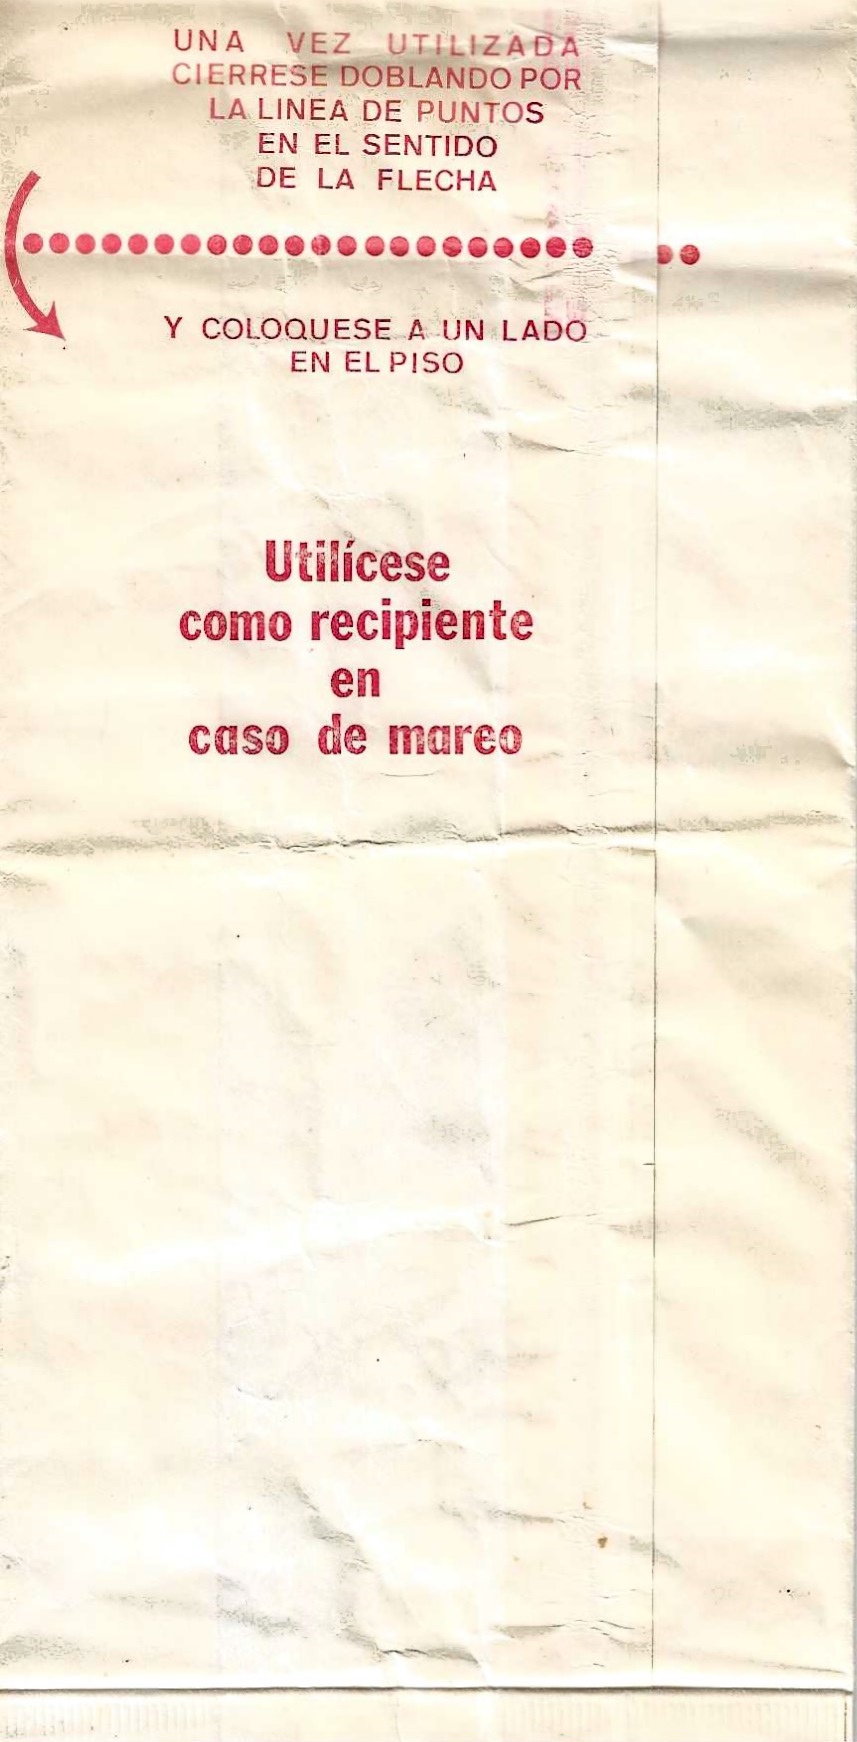 UNA VEZ UTILIZADA
CIERRESE DOBLANDO POR
LA LINEA DE PUNTOS
EN EL SENTIDO
DE LA FLECHA
Y COLOQUESE A UN LADO
EN EL PISO
Utilícese
como recipiente
en
caso de mareo